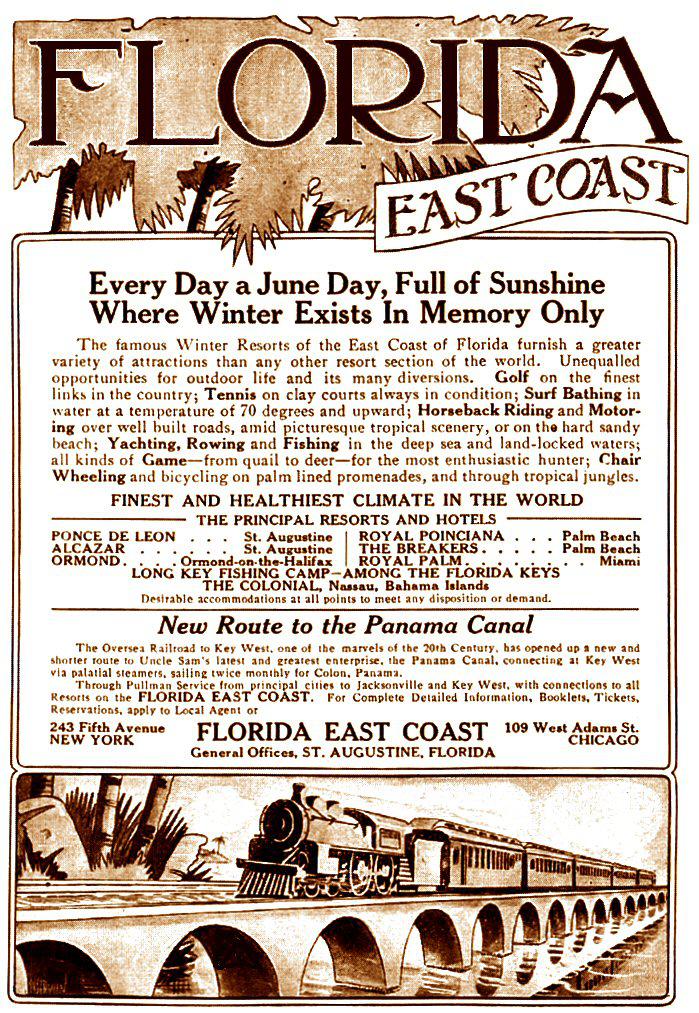 FLORIDA
EAST COAST
Every Day a June Day, Full of Sunshine
Where Winter Exists In Memory Only
The famous Winter Resorts of the East Coast of Florida furnish a greater
variety of attractions than any other resort section of the world. Unequalled
opportunities for outdoor life and its many diversions. Golf on the finest
links in the country; Tennis on clay courts always in condition; Surf Bathing in
water at a temperature of 70 degrees and upward; Horseback Riding and Motor-
ing over well built roads, amid picturesque tropical scenery, or on the hard sandy
beach; Yachting, Rowing and Fishing in the deep sea and land-locked waters;
all kinds of Game—from quail to deer—for the most enthusiastic hunter; Chair
Wheeling and bicycling on palm lined promenades, and through tropical jungles.
FINEST AND HEALTHIEST CLIMATE IN THE WORLD
THE PRINCIPAL RESORTS AND HOTELS
PONCE DE LEON . . . St. Augustine | ROYAL POINCIANA . . . Palm Beach
ALCAZAR . . . . . . St. Augustine | THE BREAKERS . . . . . Palm Beach
ORMOND . . . Ormond-on-the-Halifax | ROYAL PALM . . . . . . . Miami
LONG KEY FISHING CAMP—AMONG THE FLORIDA KEYS
THE COLONIAL, Nassau, Bahama Islands
Desirable accommodations at all points to meet any disposition or demand.
New Route to the Panama Canal
The Oversea Railroad to Key West, one of the marvels of the 20th Century, has opened up a new and
shorter route to Uncle Sam's latest and greatest enterprise, the Panama Canal, connecting at Key West
via palatial steamers, sailing twice monthly for Colon, Panama.
Through Pullman Service from principal cities to Jacksonville and Key West, with connections to all
Resorts on the FLORIDA EAST COAST. For Complete Detailed Information, Booklets, Tickets,
Reservations, apply to Local Agent or
243 Fifth Avenue FLORIDA EAST COAST 109 West Adams St.
NEW YORK General Offices, ST. AUGUSTINE, FLORIDA CHICAGO